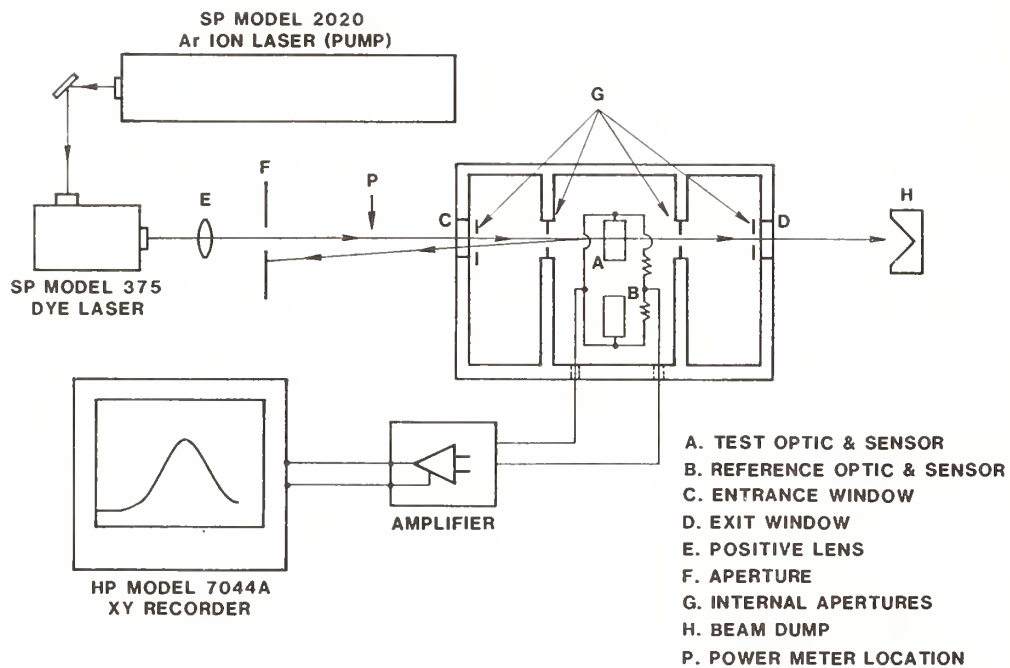 SP MODEL 2020
Ar ION LASER (PUMP)
G
E
F
P
C
D
H
A
B
SP MODEL 375
DYE LASER
AMPLIFIER
HP MODEL 7044A
XY RECORDER
A. TEST OPTIC & SENSOR
B. REFERENCE OPTIC & SENSOR
C. ENTRANCE WINDOW
D. EXIT WINDOW
E. POSITIVE LENS
F. APERTURE
G. INTERNAL APERTURES
H. BEAM DUMP
P. POWER METER LOCATION